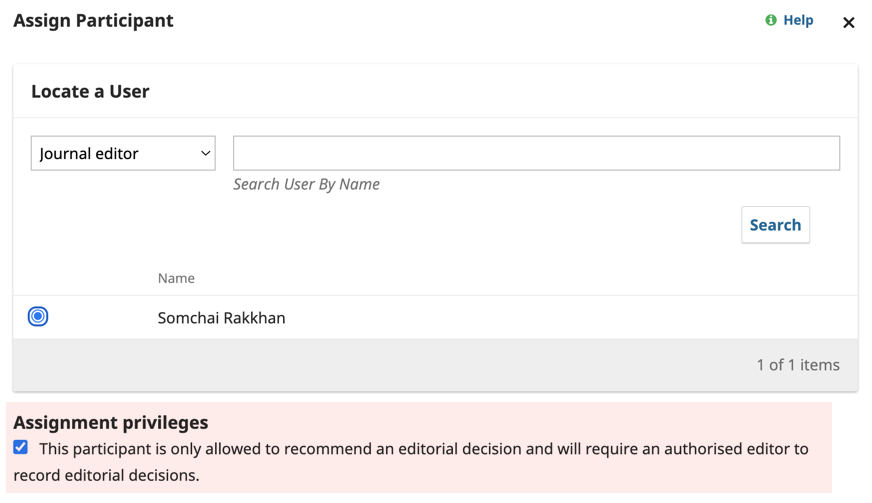 Assign Participant
Help
Locate a User
Journal editor
Search User By Name
Search
Name
Somchai Rakkhan
1 of 1 items
Assignment privileges
This participant is only allowed to recommend an editorial decision and will require an authorised editor to
record editorial decisions.